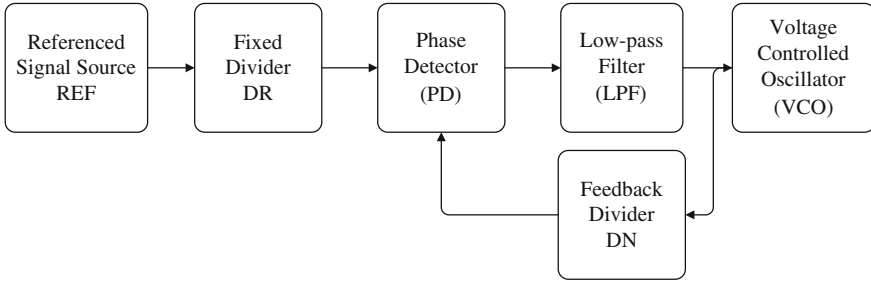 Referenced
Signal Source
REF
Fixed
Divider
DR
Phase
Detector
(PD)
Low-pass
Filter
(LPF)
Voltage
Controlled
Oscillator
(VCO)
Feedback
Divider
DN